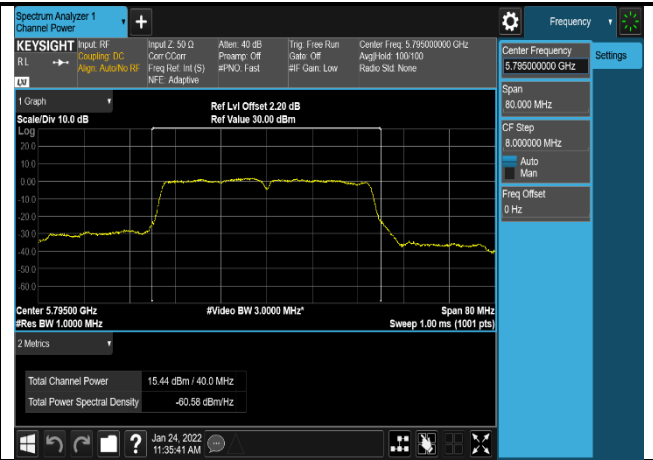 Spectrum Analyzer 1
Channel Power
Frequency
KEYSIGHT
RL
LXI
Input: RF
Coupling: DC
Align: Auto/No RF
Input Z: 50 Ω
Corr CCorr
Freq Ref: Int (S)
NFE: Adaptive
Atten: 40 dB
Preamp: Off
#PNO: Fast
Trig: Free Run
Gate: Off
#IF Gain: Low
Center Freq: 5.795000000 GHz
Avg|Hold: 100/100
Radio Std: None
Center Frequency
5.795000000 GHz
Settings
Span
80.000 MHz
CF Step
8.000000 MHz
Auto
Man
Freq Offset
0 Hz
1 Graph
Scale/Div 10.0 dB
Ref Lvl Offset 2.20 dB
Ref Value 30.00 dBm
Log
20.0
10.0
0.00
-10.0
-20.0
-30.0
-40.0
-50.0
-60.0
Center 5.79500 GHz
#Video BW 3.0000 MHz*
Span 80 MHz
#Res BW 1.0000 MHz
Sweep 1.00 ms (1001 pts)
2 Metrics
Total Channel Power 15.44 dBm / 40.0 MHz
Total Power Spectral Density -60.58 dBm/Hz
?
Jan 24, 2022
11:35:41 AM